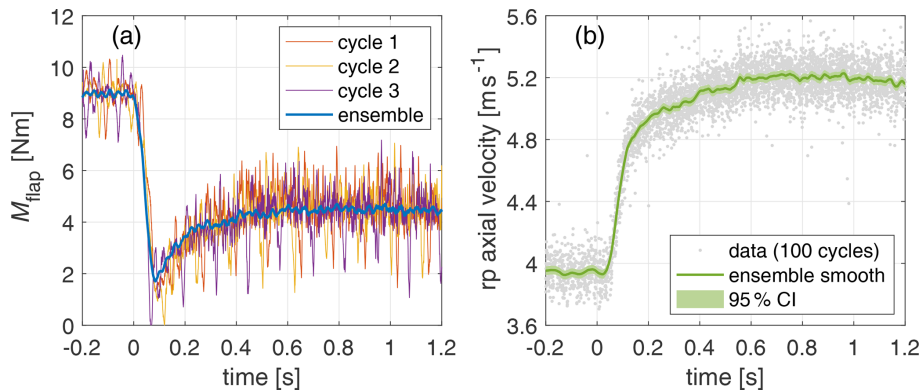 (a)
cycle 1
cycle 2
cycle 3
ensemble
M_flap [Nm]
12
10
8
6
4
2
0
-0.2 0 0.2 0.4 0.6 0.8 1 1.2
time [s]
(b)
rp axial velocity [m s⁻¹]
5.6
5.2
4.8
4.4
4
3.6
data (100 cycles)
ensemble smooth
95 % CI
-0.2 0 0.2 0.4 0.6 0.8 1 1.2
time [s]